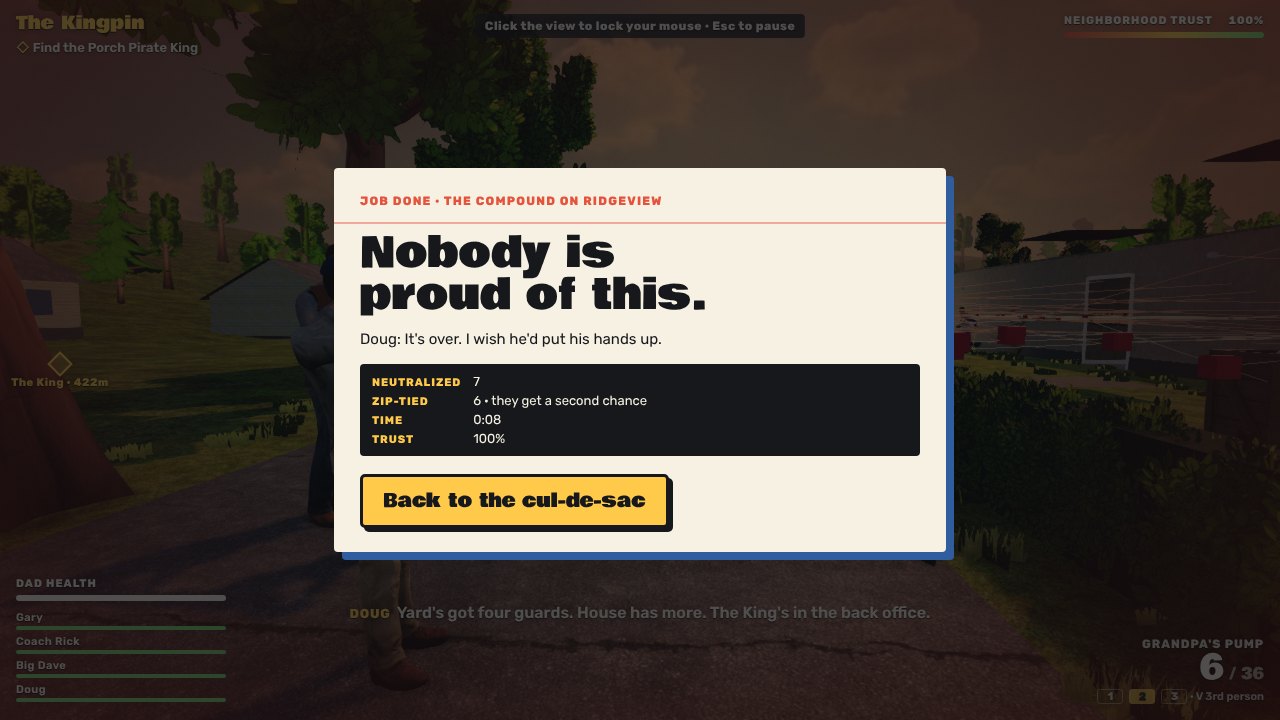 The Kingpin
Find the Porch Pirate King
Click the view to lock your mouse · Esc to pause
NEIGHBORHOOD TRUST 100%
JOB DONE · THE COMPOUND ON RIDGEVIEW
Nobody is
proud of this.
Doug: It's over. I wish he'd put his hands up.
NEUTRALIZED 7
ZIP-TIED 6 · they get a second chance
TIME 0:08
TRUST 100%
Back to the cul-de-sac
The King · 422m
DAD HEALTH
Gary
Coach Rick
Big Dave
Doug
DOUG Yard's got four guards. House has more. The King's in the back office.
GRANDPA'S PUMP
6 / 36
1 2 3 · V 3rd person